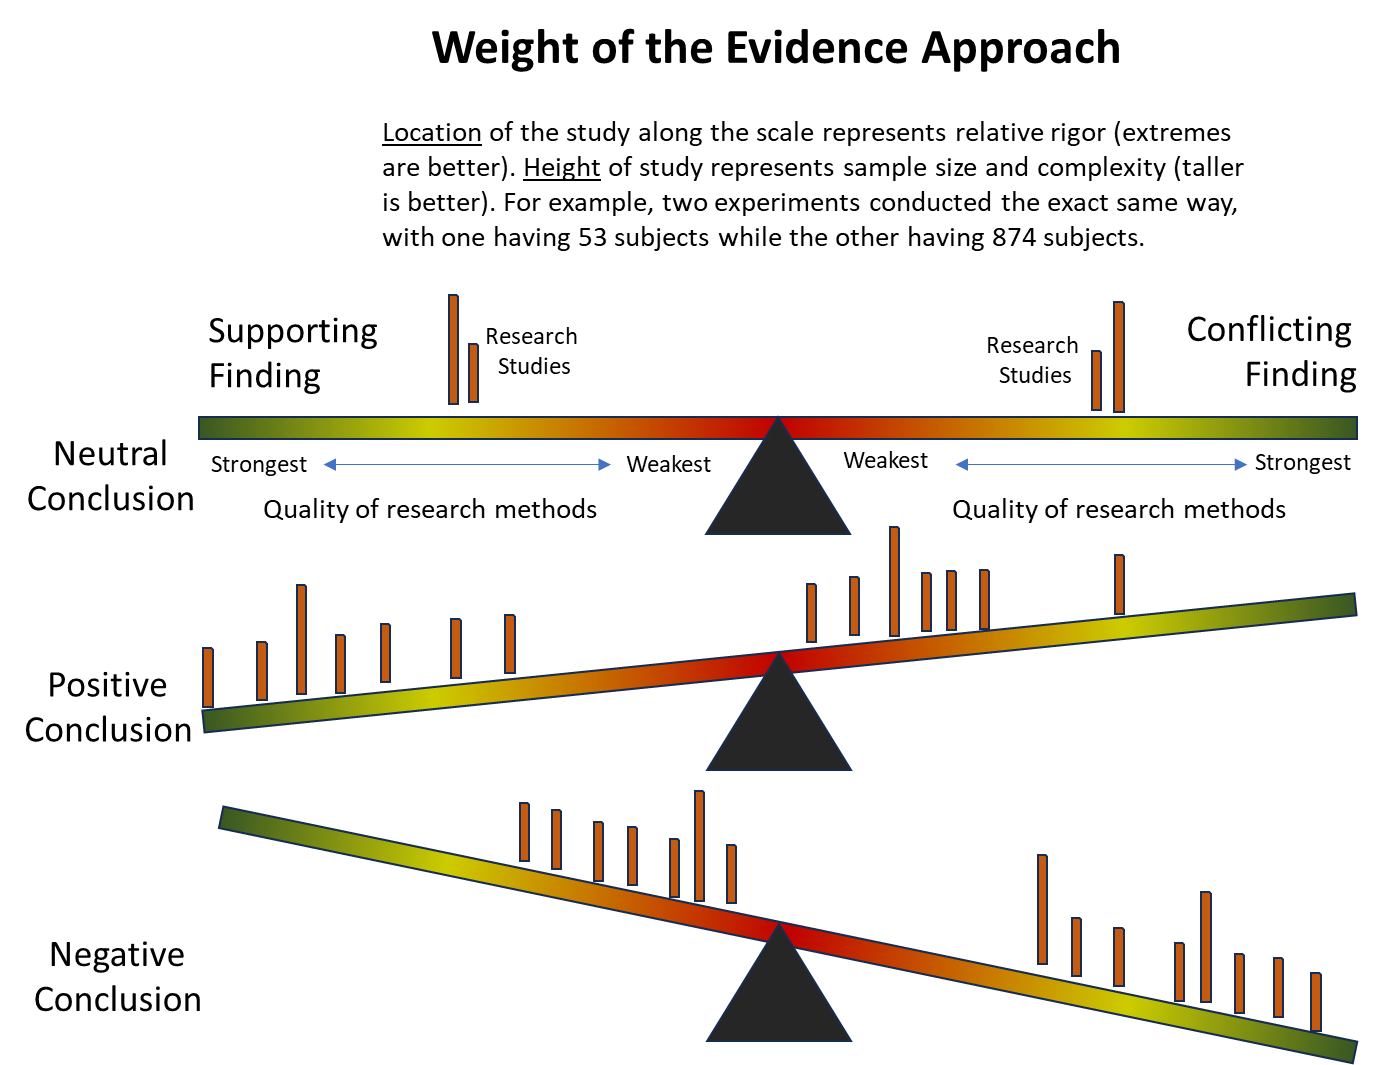 Weight of the Evidence Approach
Location of the study along the scale represents relative rigor (extremes
are better). Height of study represents sample size and complexity (taller
is better). For example, two experiments conducted the exact same way,
with one having 53 subjects while the other having 874 subjects.
Supporting
Finding
Research
Studies
Research
Studies
Conflicting
Finding
Neutral
Conclusion
Strongest
Weakest
Quality of research methods
Weakest
Strongest
Quality of research methods
Positive
Conclusion
Negative
Conclusion